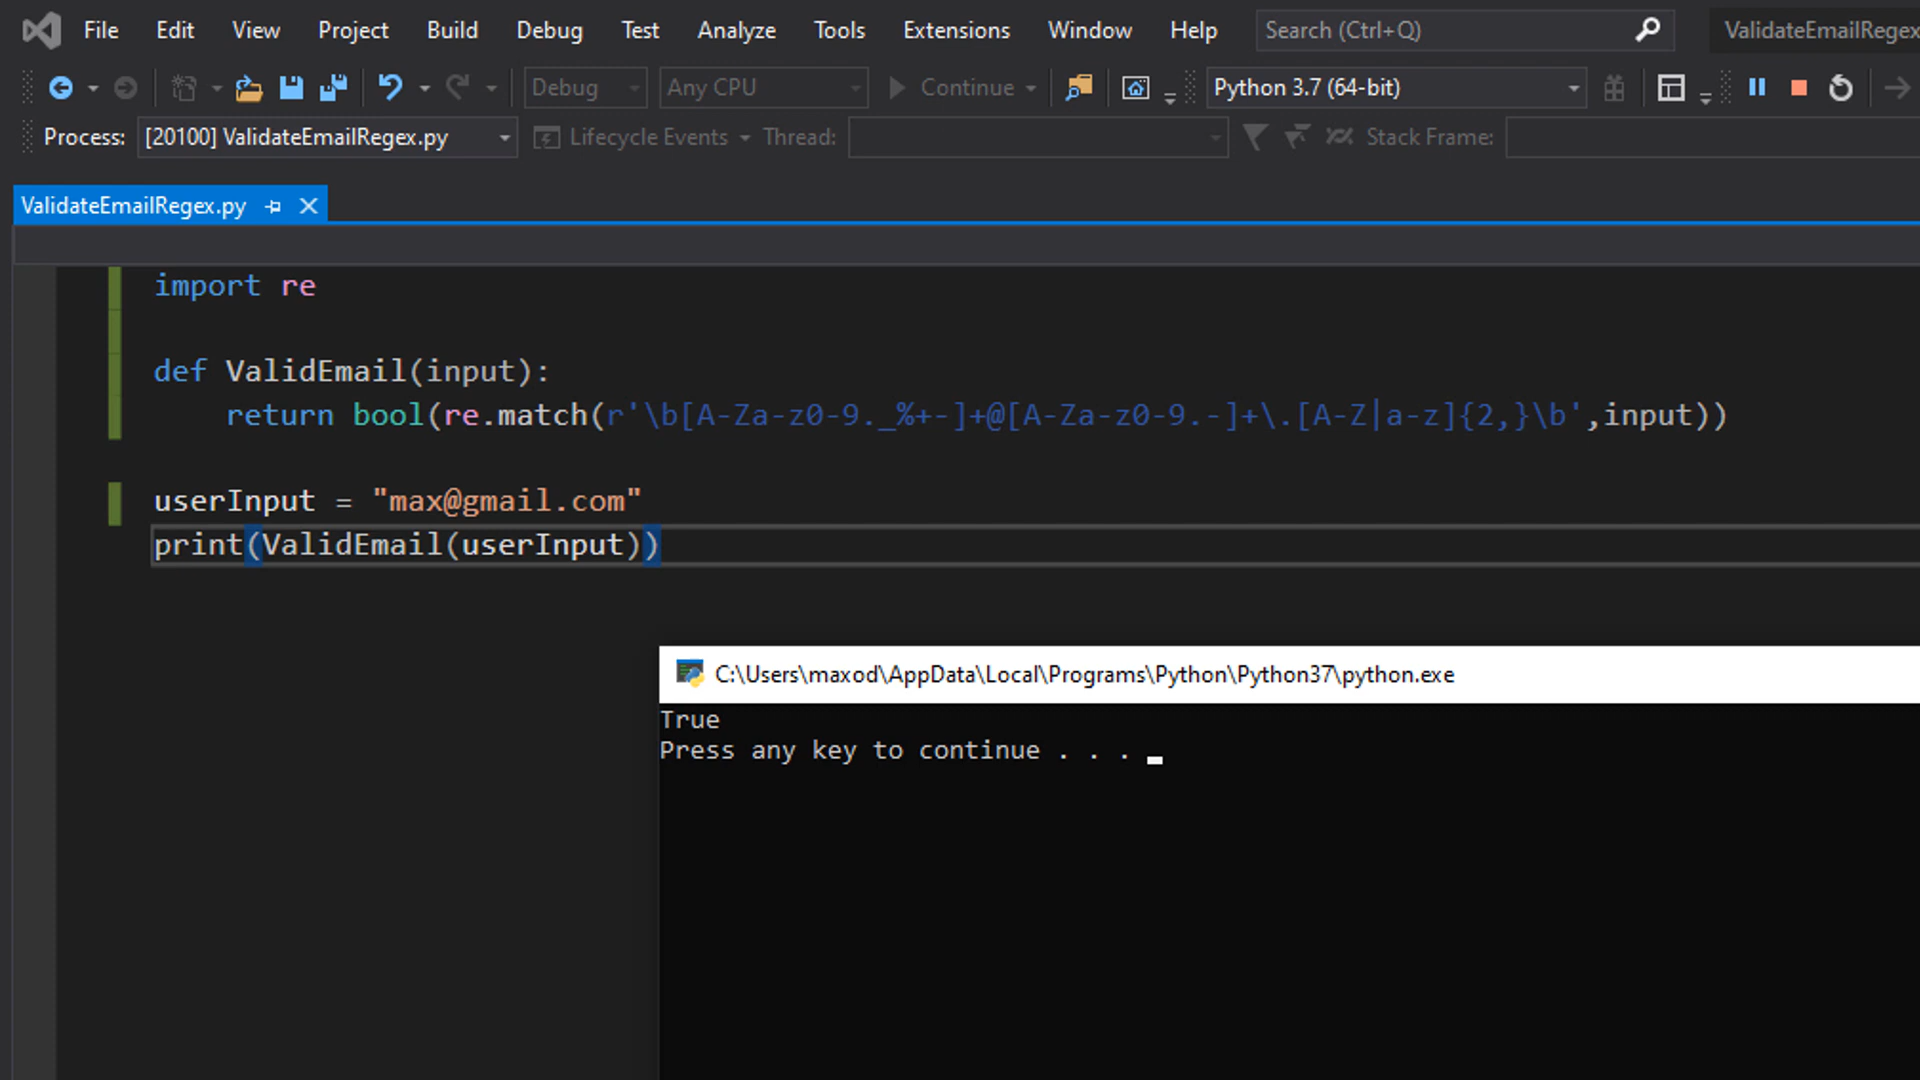 File Edit View Project Build Debug Test Analyze Tools Extensions Window Help Search (Ctrl+Q) ValidateEmailRegex
Debug Any CPU Continue Python 3.7 (64-bit)
Process: [20100] ValidateEmailRegex.py Lifecycle Events Thread: Stack Frame:
ValidateEmailRegex.py
import re
def ValidEmail(input):
return bool(re.match(r'\b[A-Za-z0-9._%+-]+@[A-Za-z0-9.-]+\.[A-Z|a-z]{2,}\b',input))
userInput = "max@gmail.com"
print(ValidEmail(userInput))
C:\Users\maxod\AppData\Local\Programs\Python\Python37\python.exe
True
Press any key to continue . . .